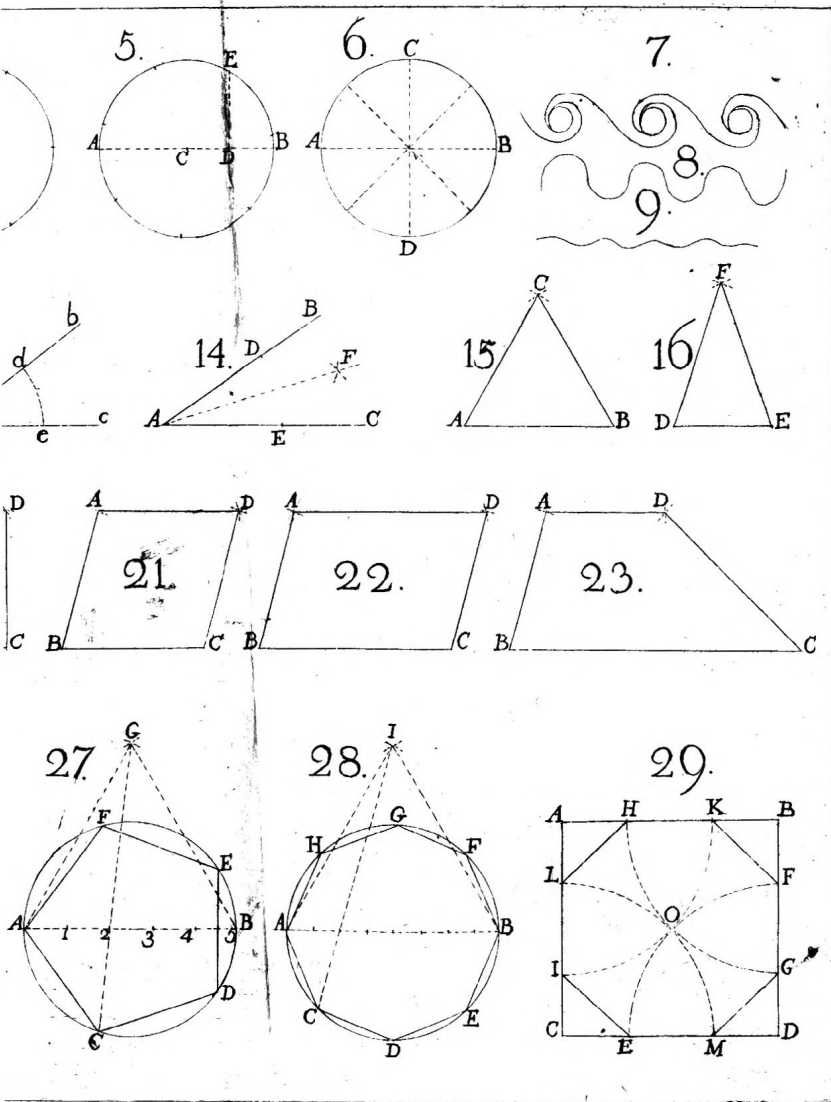 5. 6. 7.
E C
A C D B A B
8.
D 9.
b B C F
d 14. D F 15 16
c A E C A B D E
e
D A D A D A D
21. 22. 23.
C B C B C B C
G I
27. 28. 29.
F H G F A H K B
E L F
A 1 2 3 4 5 B A B O
D I G
C C E C E M D
D